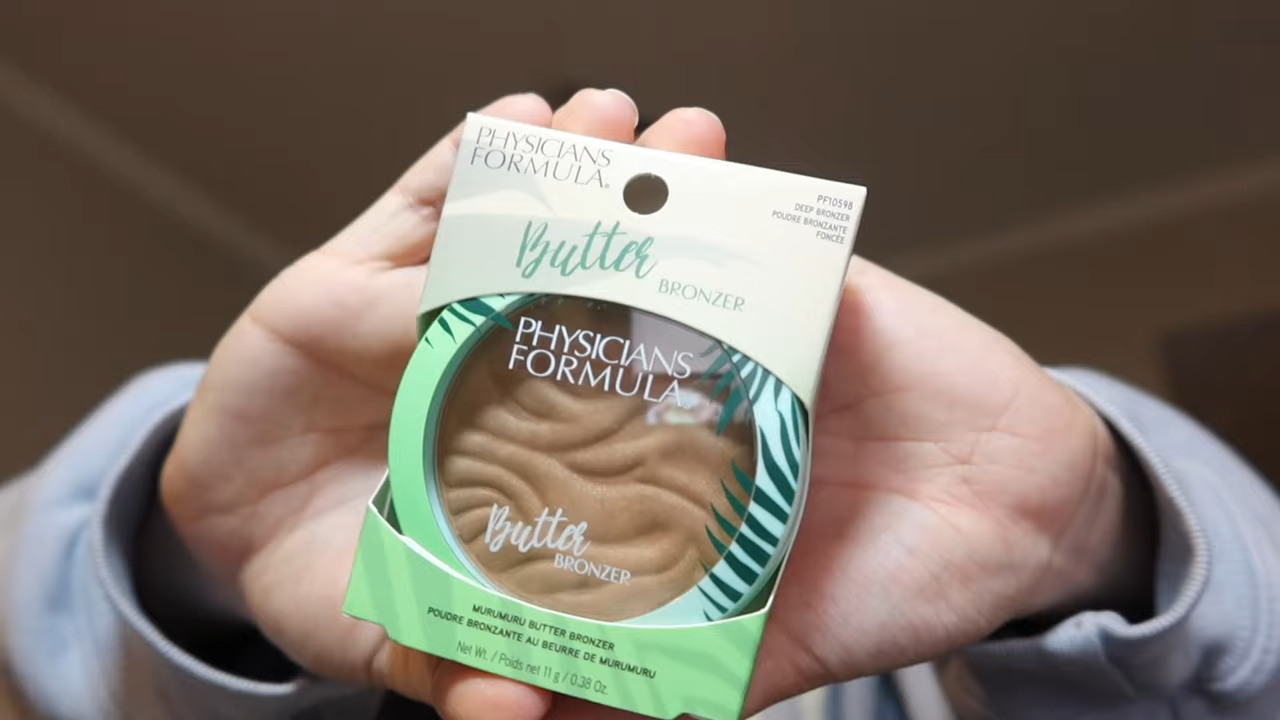 PHYSICIANS
FORMULA®
PF10598
DEEP BRONZER
POUDRE BRONZANTE
FONCÉE
Butter
BRONZER
PHYSICIANS
FORMULA
Butter
BRONZER
MURUMURU BUTTER BRONZER
POUDRE BRONZANTE AU BEURRE DE MURUMURU
Net Wt. / Poids net 11 g / 0.38 Oz.